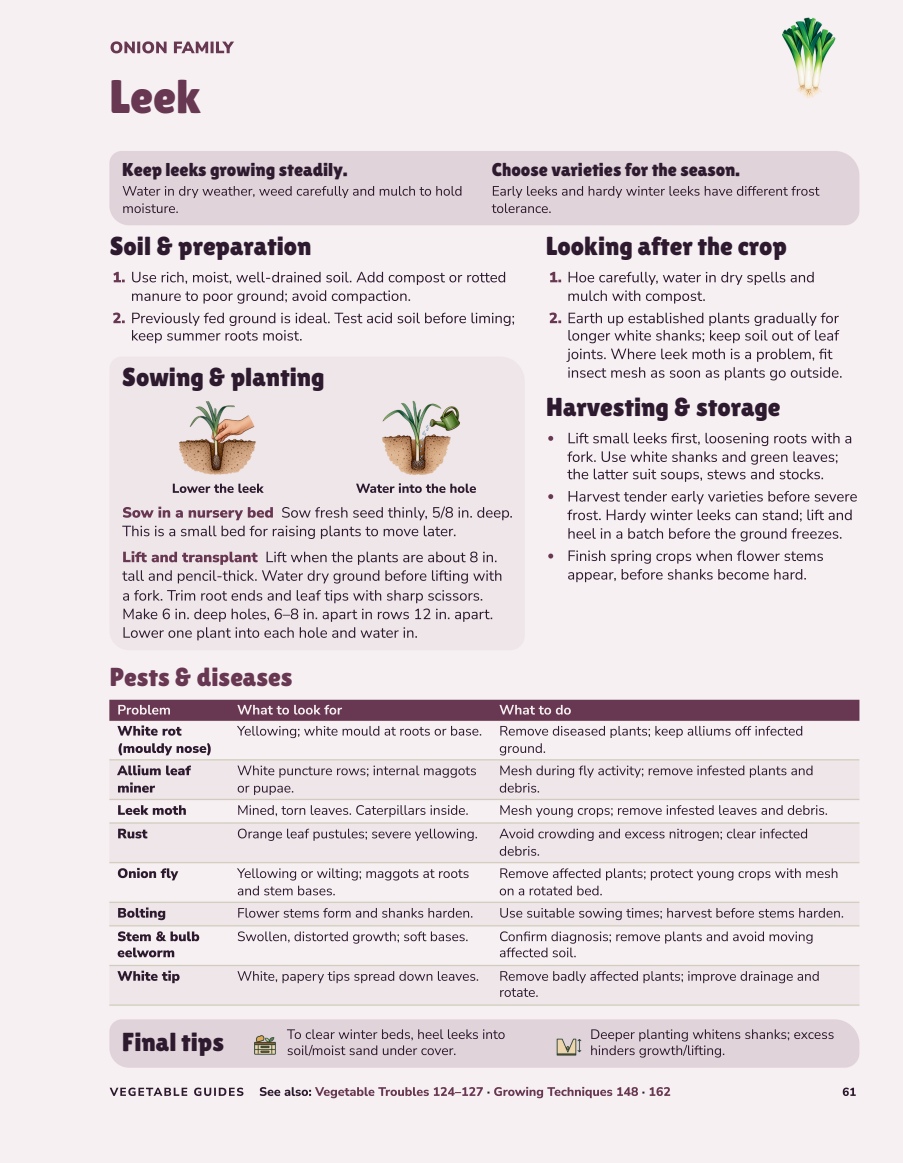 ONION FAMILY
Leek
Keep leeks growing steadily.
Water in dry weather, weed carefully and mulch to hold
moisture.
Choose varieties for the season.
Early leeks and hardy winter leeks have different frost
tolerance.
Soil & preparation
1. Use rich, moist, well-drained soil. Add compost or rotted
manure to poor ground; avoid compaction.
2. Previously fed ground is ideal. Test acid soil before liming;
keep summer roots moist.
Sowing & planting
Lower the leek
Water into the hole
Sow in a nursery bed Sow fresh seed thinly, 5/8 in. deep.
This is a small bed for raising plants to move later.
Lift and transplant Lift when the plants are about 8 in.
tall and pencil-thick. Water dry ground before lifting with
a fork. Trim root ends and leaf tips with sharp scissors.
Make 6 in. deep holes, 6–8 in. apart in rows 12 in. apart.
Lower one plant into each hole and water in.
Looking after the crop
1. Hoe carefully, water in dry spells and
mulch with compost.
2. Earth up established plants gradually for
longer white shanks; keep soil out of leaf
joints. Where leek moth is a problem, fit
insect mesh as soon as plants go outside.
Harvesting & storage
• Lift small leeks first, loosening roots with a
fork. Use white shanks and green leaves;
the latter suit soups, stews and stocks.
• Harvest tender early varieties before severe
frost. Hardy winter leeks can stand; lift and
heel in a batch before the ground freezes.
• Finish spring crops when flower stems
appear, before shanks become hard.
Pests & diseases
Problem What to look for What to do
White rot Yellowing; white mould at roots or base. Remove diseased plants; keep alliums off infected
(mouldy nose) ground.
Allium leaf White puncture rows; internal maggots Mesh during fly activity; remove infested plants and
miner or pupae. debris.
Leek moth Mined, torn leaves. Caterpillars inside. Mesh young crops; remove infested leaves and debris.
Rust Orange leaf pustules; severe yellowing. Avoid crowding and excess nitrogen; clear infected
debris.
Onion fly Yellowing or wilting; maggots at roots Remove affected plants; protect young crops with mesh
and stem bases. on a rotated bed.
Bolting Flower stems form and shanks harden. Use suitable sowing times; harvest before stems harden.
Stem & bulb Swollen, distorted growth; soft bases. Confirm diagnosis; remove plants and avoid moving
eelworm affected soil.
White tip White, papery tips spread down leaves. Remove badly affected plants; improve drainage and
rotate.
Final tips
To clear winter beds, heel leeks into
soil/moist sand under cover.
Deeper planting whitens shanks; excess
hinders growth/lifting.
VEGETABLE GUIDES See also: Vegetable Troubles 124–127 · Growing Techniques 148 · 162 61